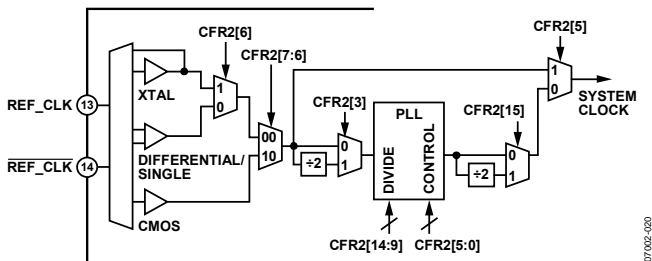 CFR2[6]
CFR2[7:6]
CFR2[5]
XTAL
1
0
REF_CLK 13
CFR2[3]
PLL
CFR2[15]
1
0
SYSTEM
CLOCK
00
10
0
1
÷2
DIVIDE
CONTROL
0
1
÷2
REF_CLK 14
DIFFERENTIAL/
SINGLE
CMOS
CFR2[14:9]
CFR2[5:0]
07002-020